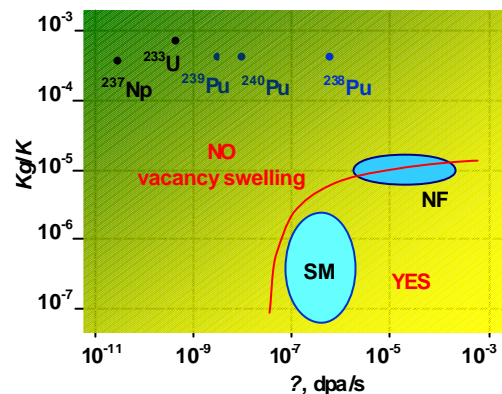 10⁻³
²³³U
²³⁷Np
²³⁹Pu
²⁴⁰Pu
²³⁸Pu
10⁻⁴
Kg/K
NO
vacancy swelling
10⁻⁵
NF
10⁻⁶
SM
YES
10⁻⁷
10⁻¹¹ 10⁻⁹ 10⁻⁷ 10⁻⁵ 10⁻³
?, dpa/s